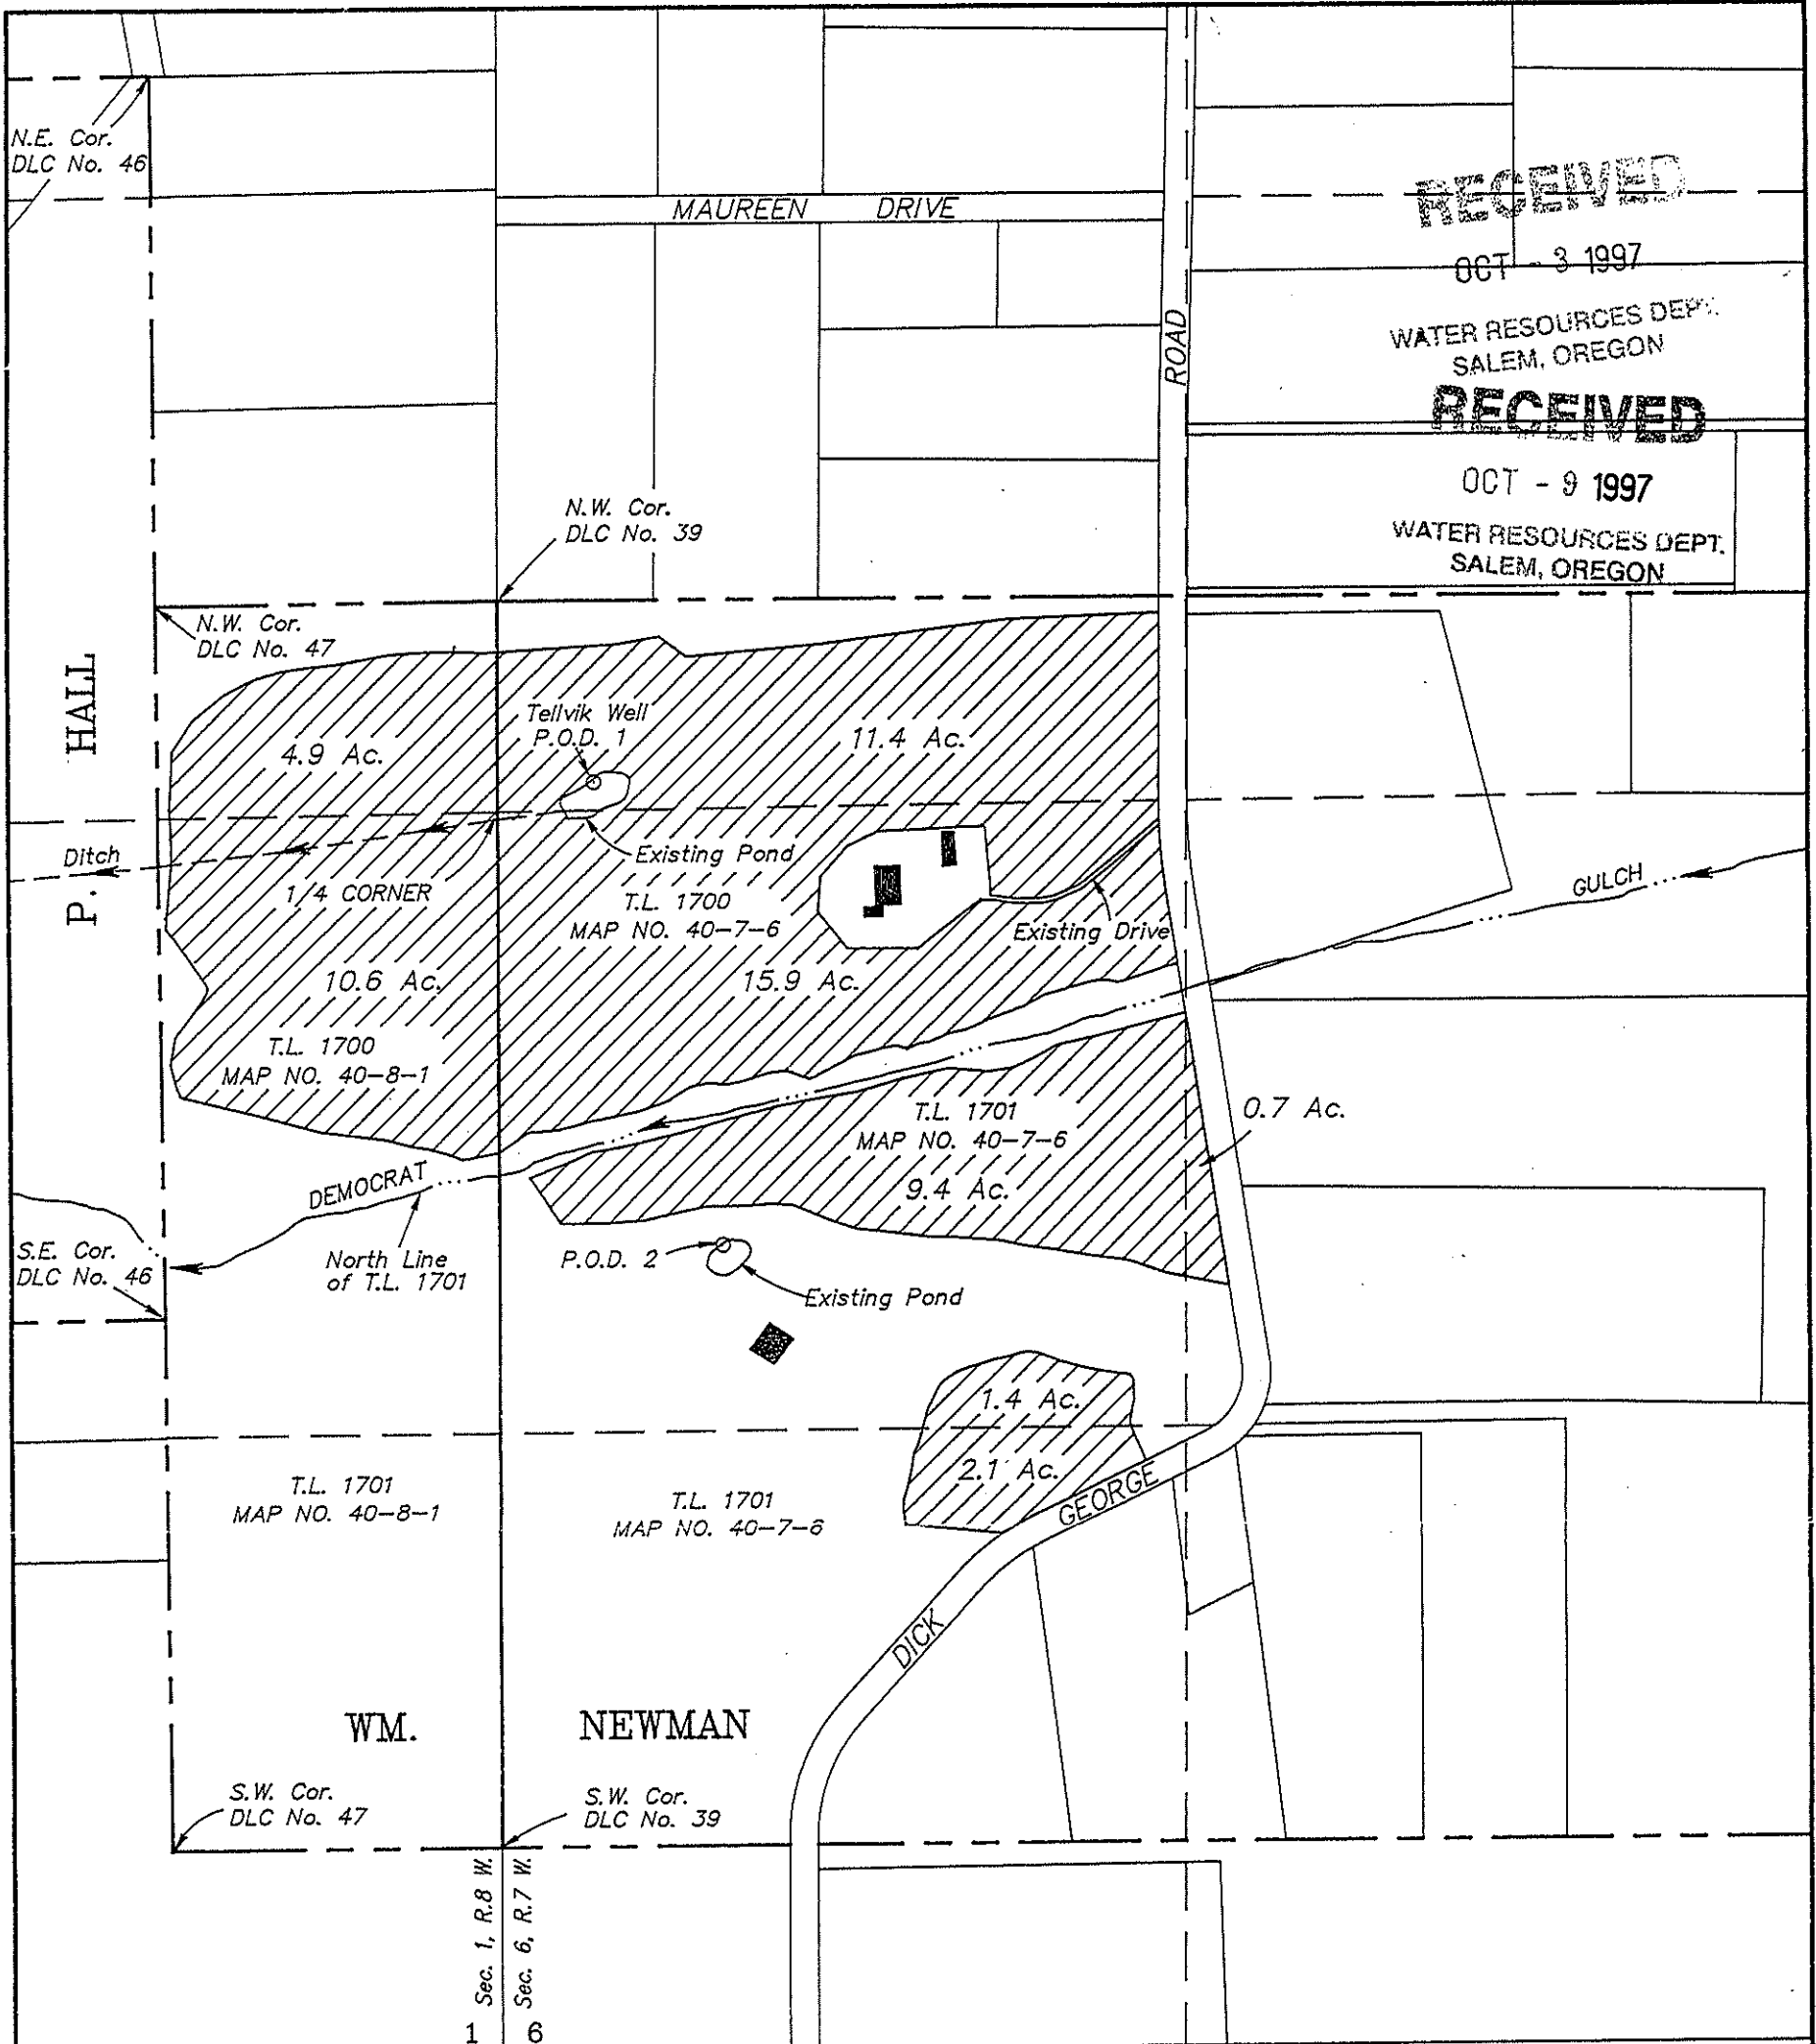 N.E. Cor.
DLC No. 46
MAUREEN DRIVE
RECEIVED
OCT - 3 1997
WATER RESOURCES DEPT.
SALEM, OREGON
ROAD
RECEIVED
OCT - 9 1997
WATER RESOURCES DEPT.
SALEM, OREGON
N.W. Cor.
DLC No. 39
N.W. Cor.
DLC No. 47
P. HALL
Tellvik Well
P.O.D. 1
4.9 Ac.
11.4 Ac.
Ditch
Existing Pond
1/4 CORNER
T.L. 1700
MAP NO. 40-7-6
Existing Drive
GULCH
10.6 Ac.
15.9 Ac.
T.L. 1700
MAP NO. 40-8-1
T.L. 1701
MAP NO. 40-7-6
9.4 Ac.
0.7 Ac.
DEMOCRAT
North Line
of T.L. 1701
S.E. Cor.
DLC No. 46
P.O.D. 2
Existing Pond
1.4 Ac.
2.1 Ac.
T.L. 1701
MAP NO. 40-8-1
T.L. 1701
MAP NO. 40-7-6
GEORGE
DICK
WM. NEWMAN
S.W. Cor.
DLC No. 47
S.W. Cor.
DLC No. 39
Sec. 1, R.8 W.
Sec. 6, R.7 W.
1 6